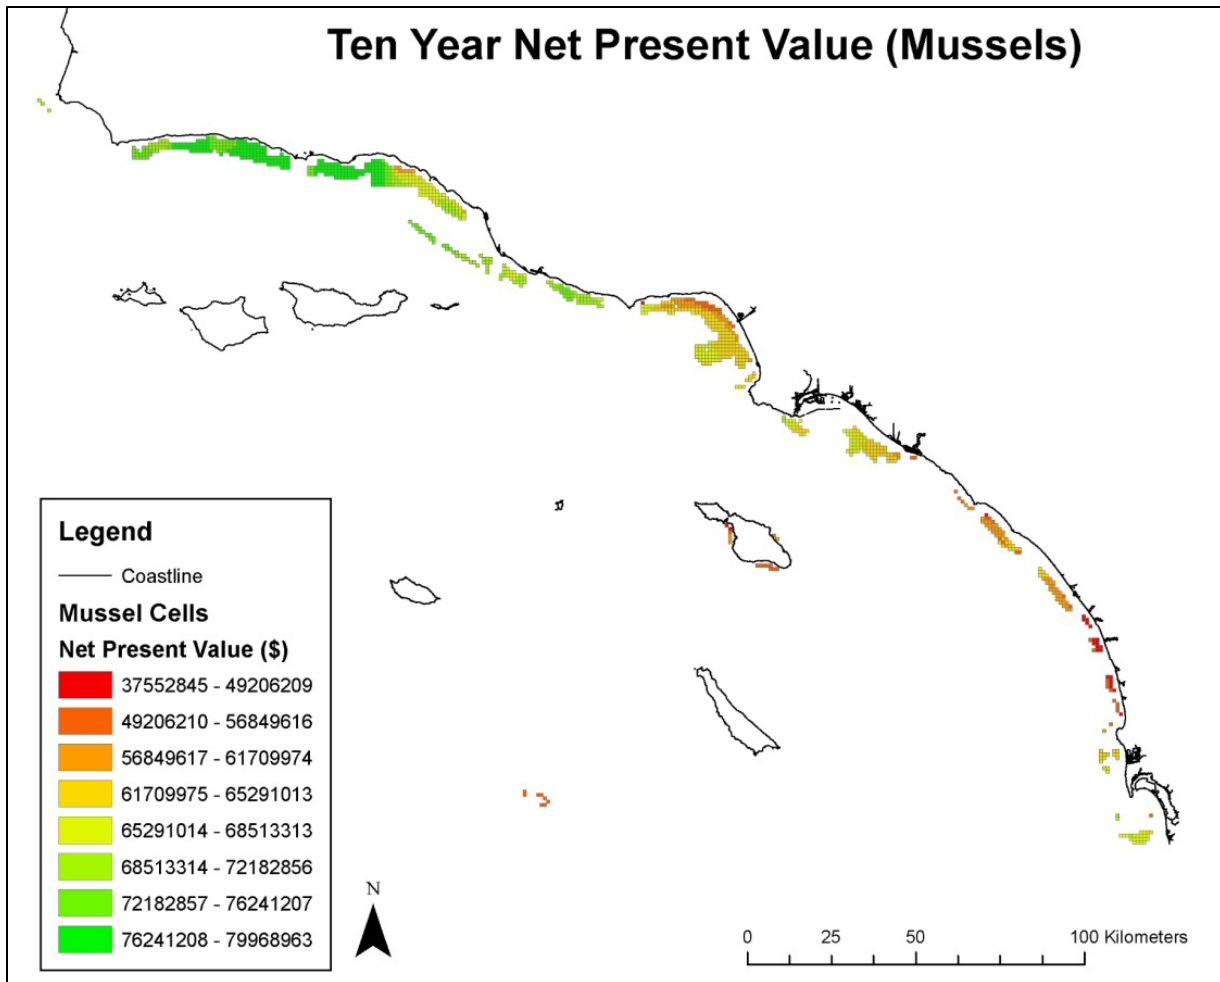 Ten Year Net Present Value (Mussels)
Legend
Coastline
Mussel Cells
Net Present Value ($)
37552845 - 49206209
49206210 - 56849616
56849617 - 61709974
61709975 - 65291013
65291014 - 68513313
68513314 - 72182856
72182857 - 76241207
76241208 - 79968963
N
0 25 50 100 Kilometers